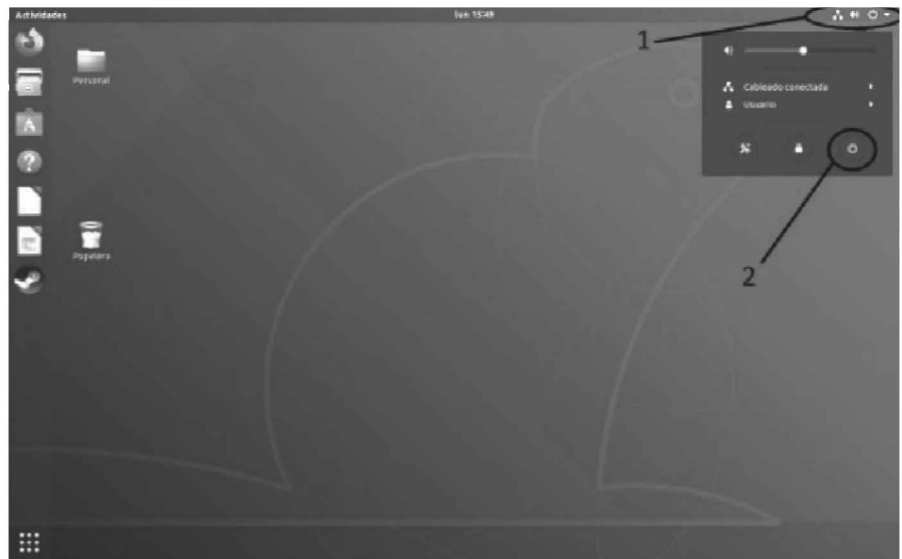 Actividades
lun 15:49
1
Personal
Cableado conectada
Usuario
2
Papelera